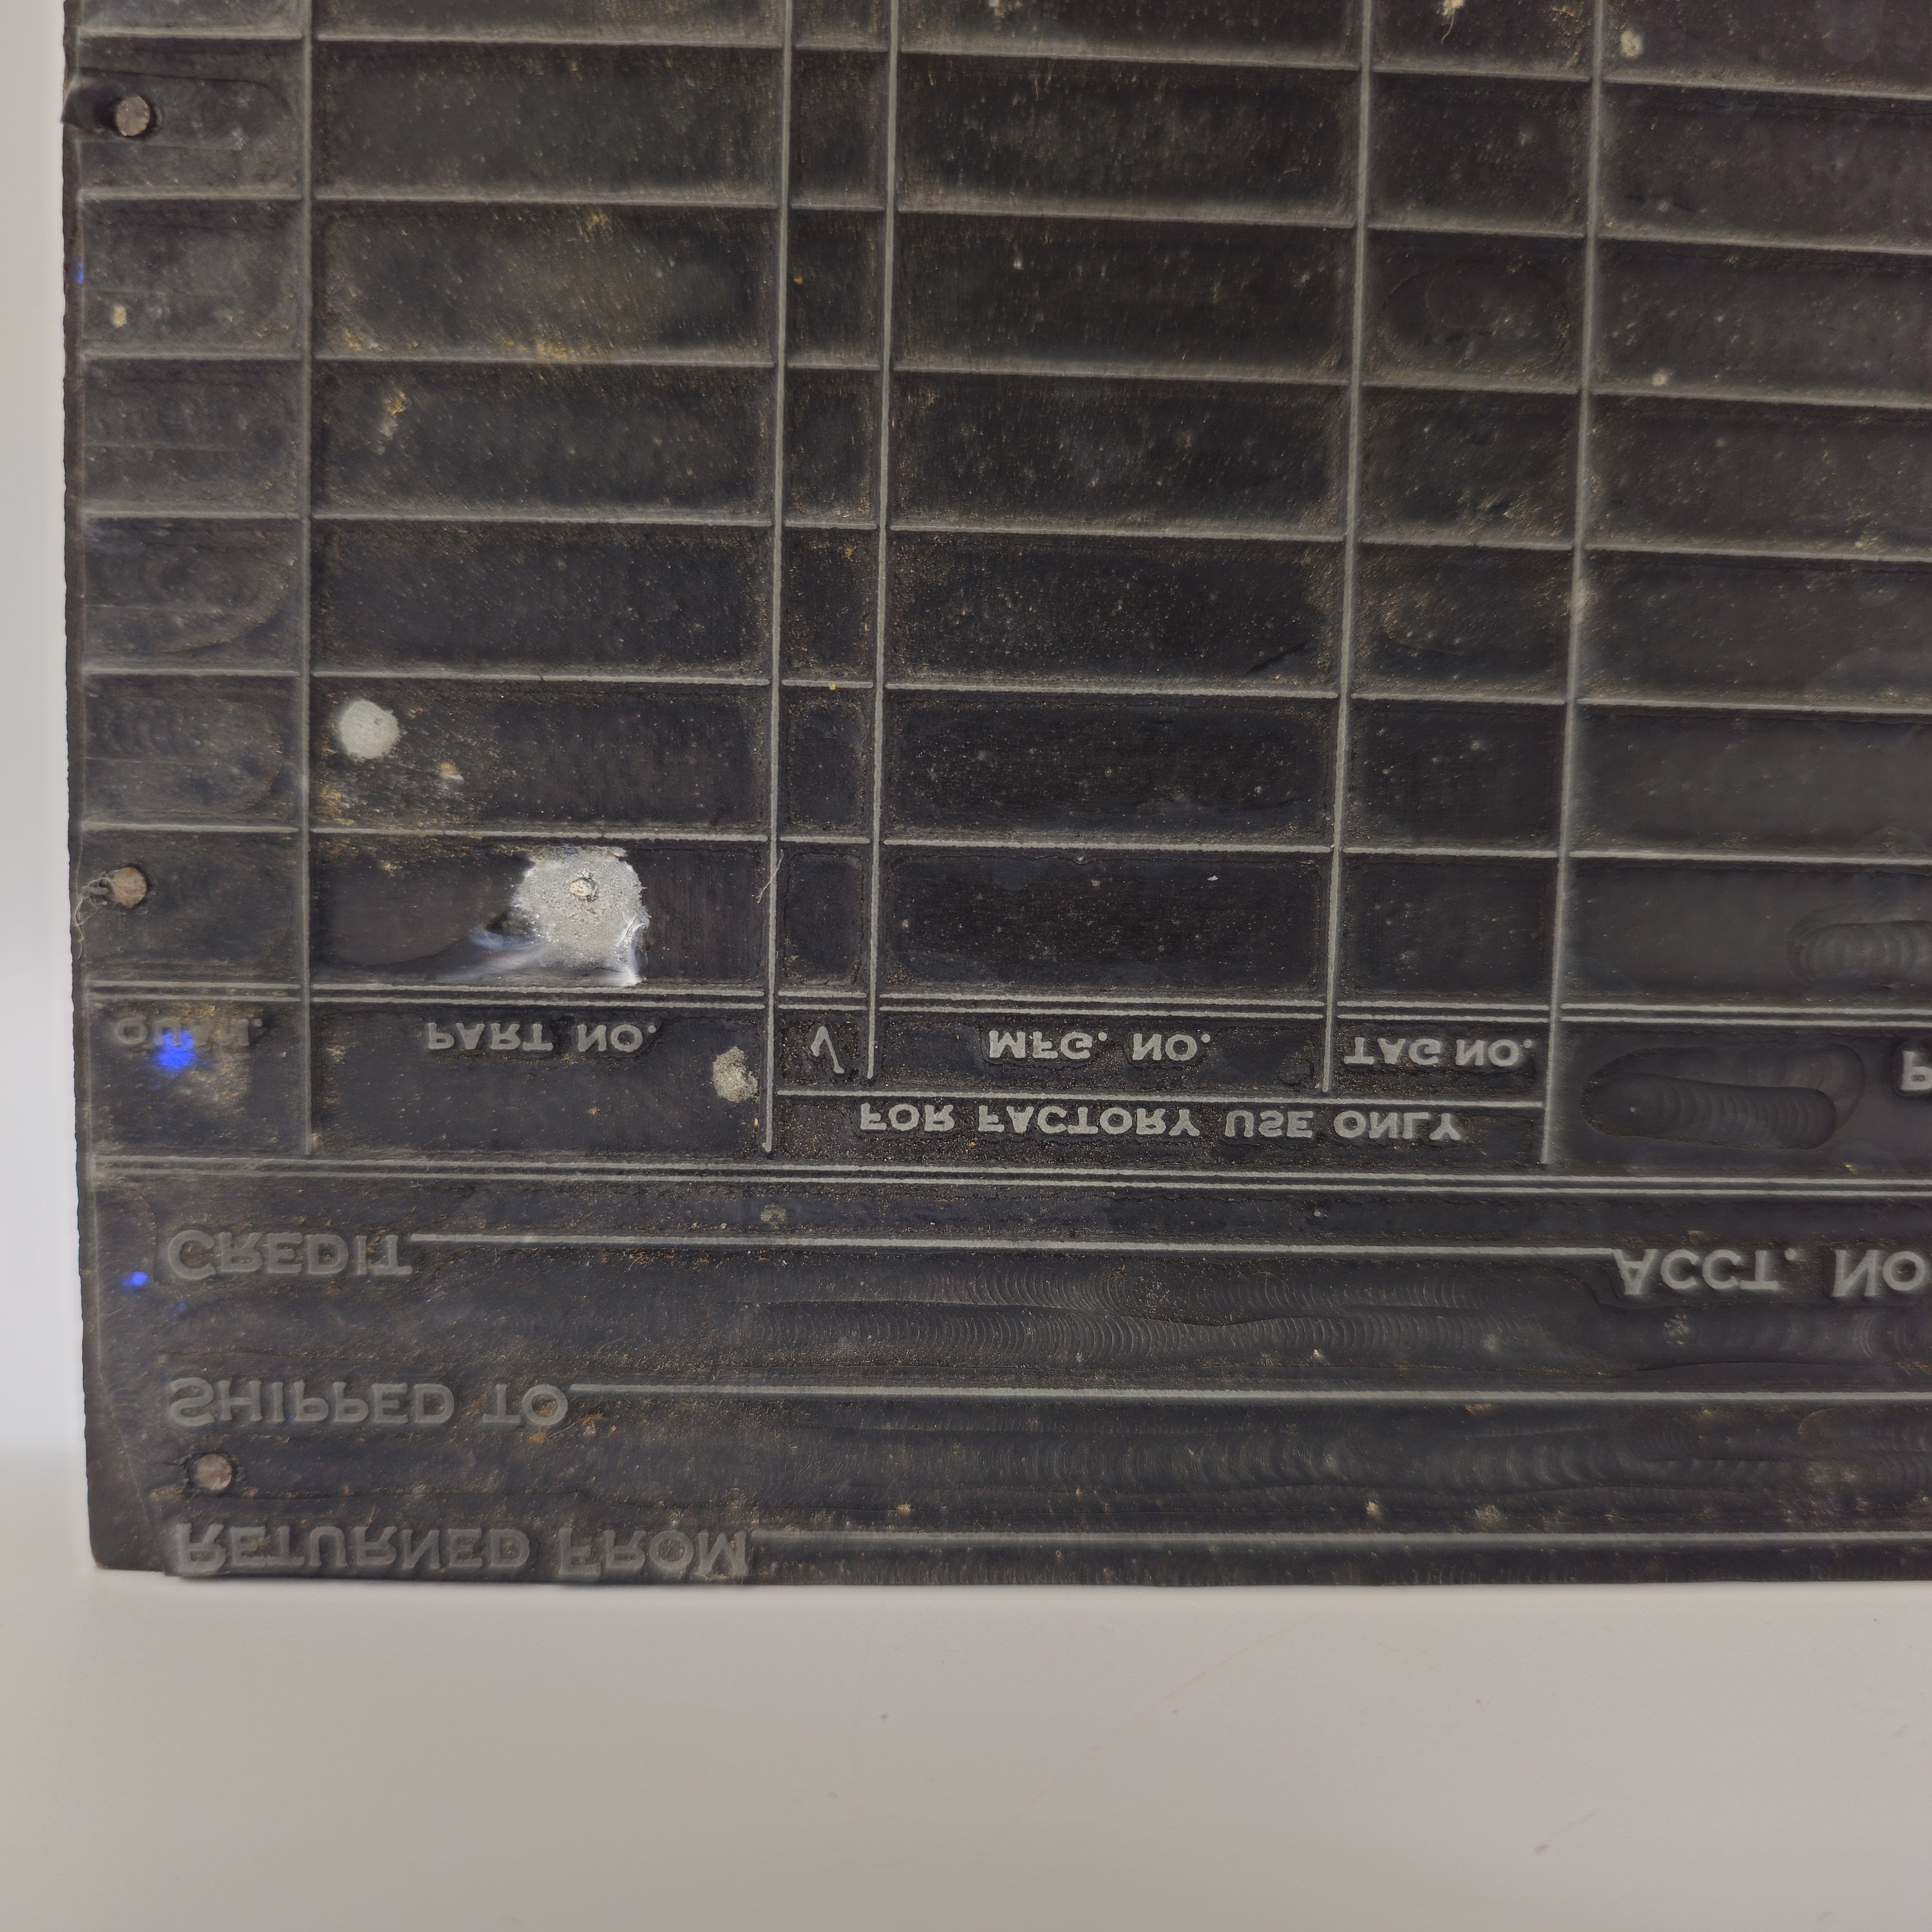 RETURNED FROM
SHIPPED TO
CREDIT ACCT. NO
FOR FACTORY USE ONLY
QUAN. PART NO. √ MFG. NO. TAG NO.